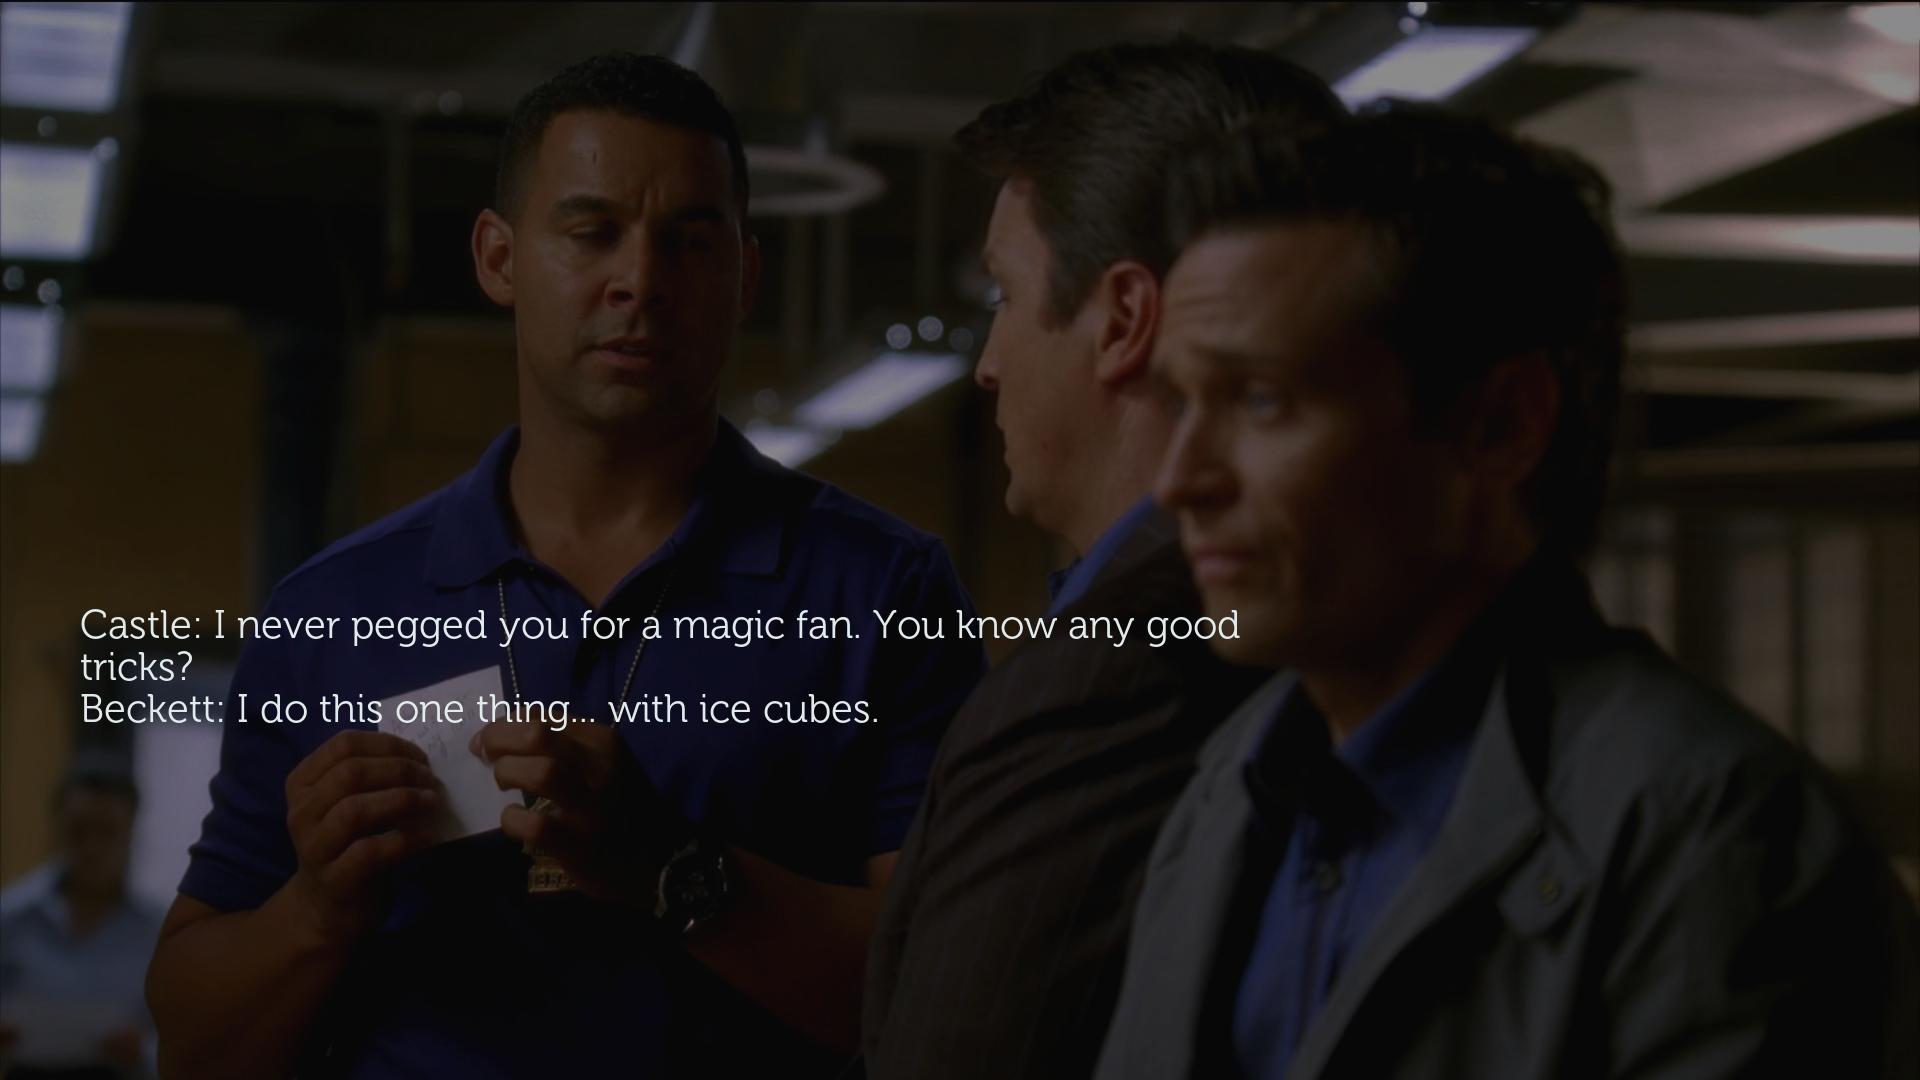 Castle: I never pegged you for a magic fan. You know any good
tricks?
Beckett: I do this one thing... with ice cubes.